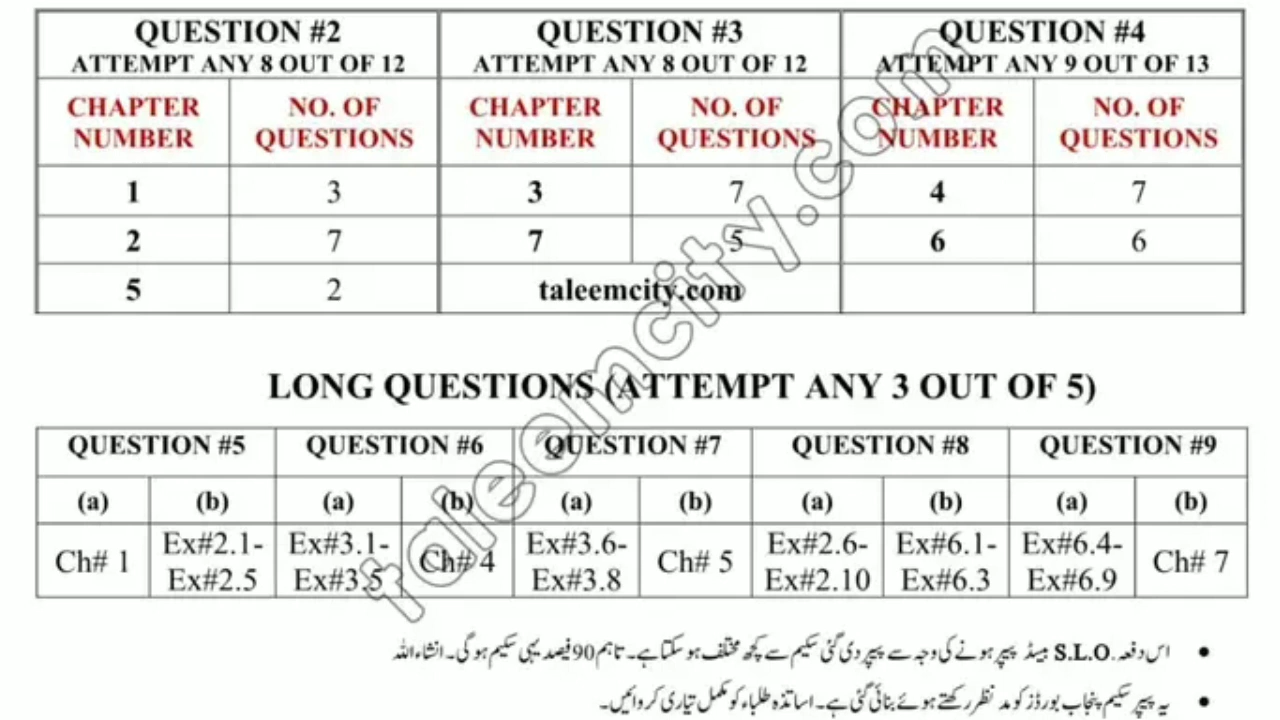 QUESTION #2 QUESTION #3 QUESTION #4
ATTEMPT ANY 8 OUT OF 12 ATTEMPT ANY 8 OUT OF 12 ATTEMPT ANY 9 OUT OF 13
CHAPTER NUMBER NO. OF QUESTIONS CHAPTER NUMBER NO. OF QUESTIONS CHAPTER NUMBER NO. OF QUESTIONS
1 3 3 7 4 7
2 7 7 5 6 6
5 2 taleemcity.com
taleemcity.com
LONG QUESTIONS (ATTEMPT ANY 3 OUT OF 5)
QUESTION #5 QUESTION #6 QUESTION #7 QUESTION #8 QUESTION #9
(a) (b) (a) (b) (a) (b) (a) (b) (a) (b)
Ch# 1 Ex#2.1-Ex#2.5 Ex#3.1-Ex#3.5 Ch# 4 Ex#3.6-Ex#3.8 Ch# 5 Ex#2.6-Ex#2.10 Ex#6.1-Ex#6.3 Ex#6.4-Ex#6.9 Ch# 7
• اس دفعہ .S.L.O بیسڈ پیپر ہونے کی وجہ سے پیپر دی گئی سکیم سے کچھ مختلف ہو سکتا ہے۔ تاہم 90 فیصد یہی سکیم ہو گی۔ انشاءاللہ
• یہ پیپر سکیم پنجاب بورڈز کو مد نظر رکھتے ہوئے بنائی گئی ہے۔ اساتذہ طلباء کو مکمل تیاری کروائیں۔